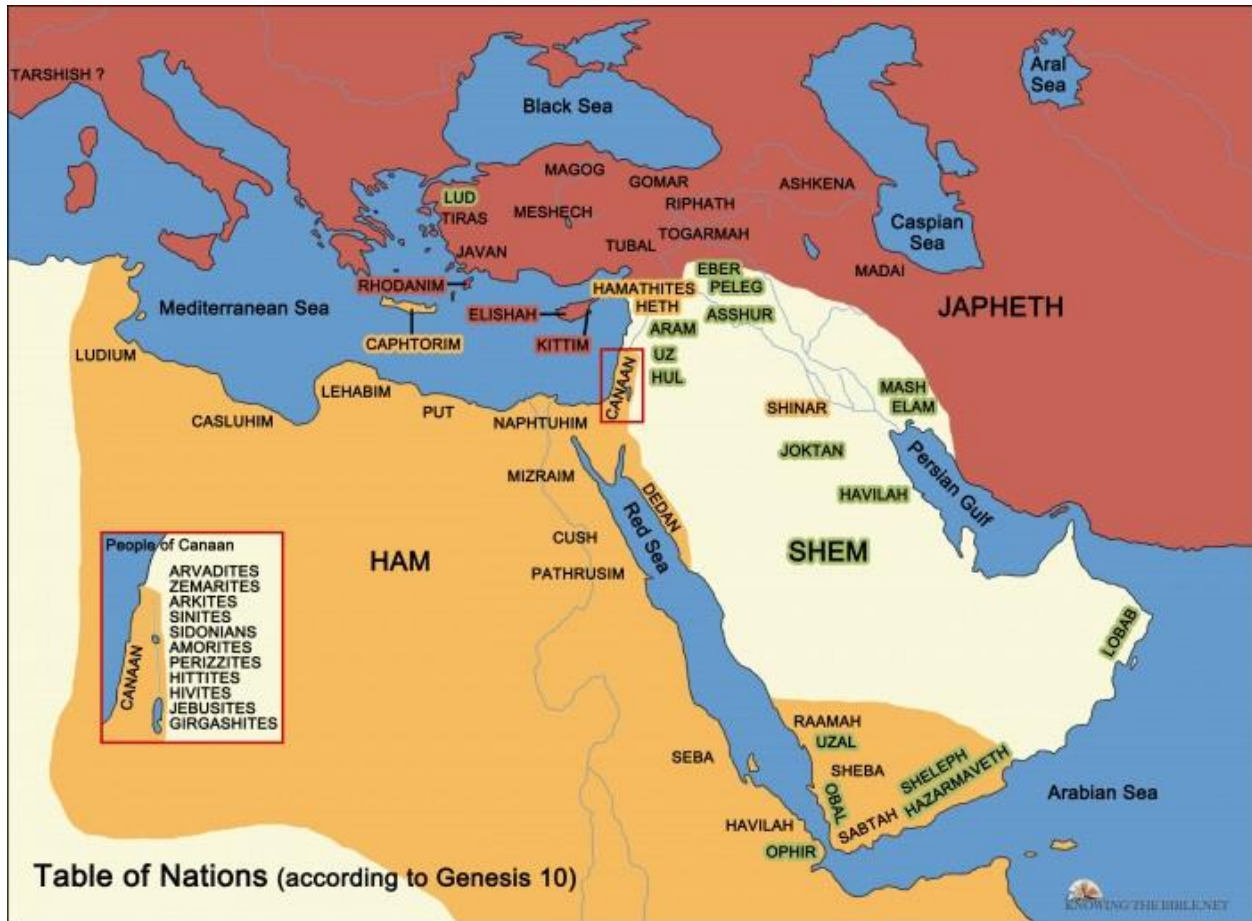 TARSHISH ?
Black Sea
Aral
Sea
MAGOG
GOMAR
ASHKENA
LUD
TIRAS
MESHECH
RIPHATH
Caspian
Sea
JAVAN
TUBAL
TOGARMAH
MADAI
RHODANIM
EBER
PELEG
HAMATHITES
HETH
JAPHETH
Mediterranean Sea
ELISHAH
ASSHUR
CAPHTORIM
KITTIM
ARAM
UZ
HUL
LUDIUM
LEHABIM
CANAAN
MASH
ELAM
CASLUHIM
PUT
NAPHTUHIM
SHINAR
JOKTAN
MIZRAIM
DEDAN
HAVILAH
Persian Gulf
Red Sea
CUSH
HAM
PATHRUSIM
SHEM
People of Canaan
ARVADITES
ZEMARITES
ARKITES
SINITES
SIDONIANS
AMORITES
PERIZZITES
HITTITES
HIVITES
JEBUSITES
GIRGASHITES
CANAAN
LOBAB
RAAMAH
UZAL
SEBA
SHEBA
SHELEPH
HAZARMAVETH
OBAL
SABTAH
Arabian Sea
HAVILAH
OPHIR
Table of Nations (according to Genesis 10)
KNOWING THE BIBLE.NET